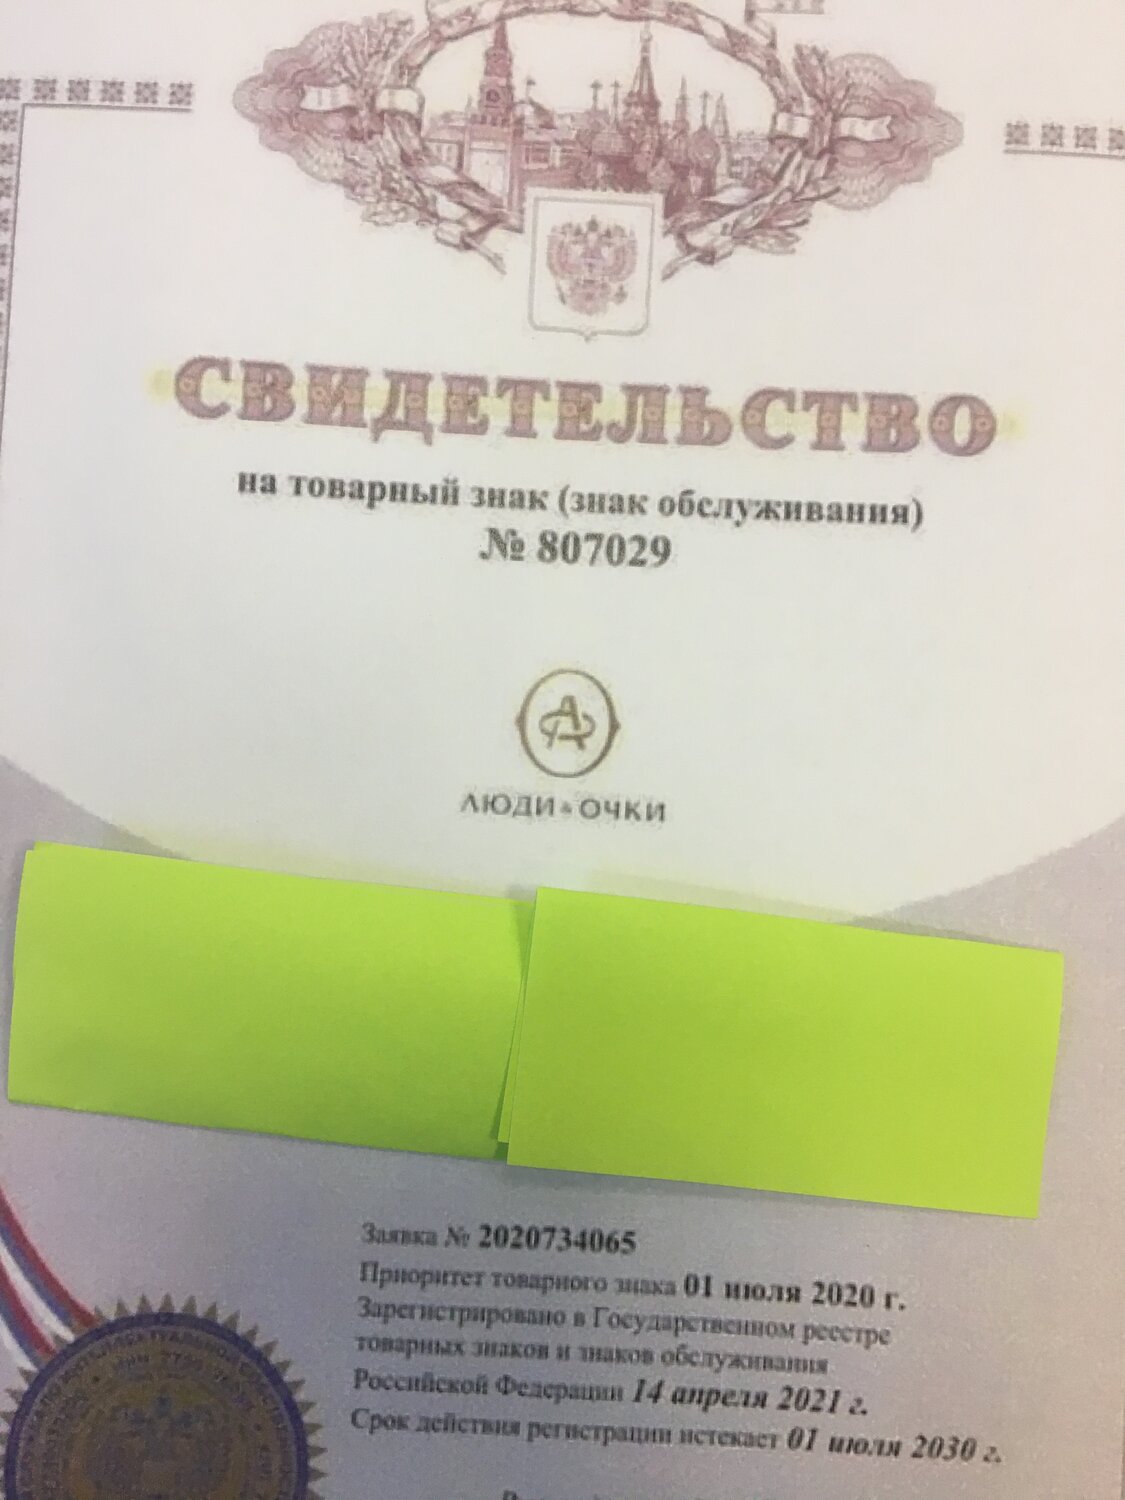 СВИДЕТЕЛЬСТВО
на товарный знак (знак обслуживания)
№ 807029
ЛЮДИ & ОЧКИ
Заявка № 2020734065
Приоритет товарного знака 01 июля 2020 г.
Зарегистрировано в Государственном реестре
товарных знаков и знаков обслуживания
Российской Федерации 14 апреля 2021 г.
Срок действия регистрации истекает 01 июля 2030 г.